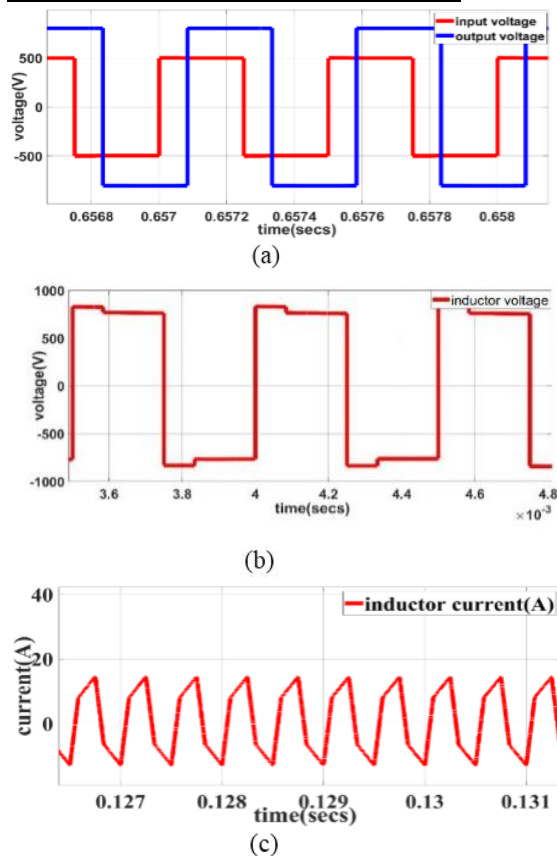 input voltage
output voltage
voltage(V)
500
0
-500
0.6568 0.657 0.6572 0.6574 0.6576 0.6578 0.658
time(secs)
(a)
inductor voltage
voltage(V)
1000
500
0
-500
-1000
3.6 3.8 4 4.2 4.4 4.6 4.8
time(secs)
×10⁻³
(b)
inductor current(A)
current(A)
40
20
0
0.127 0.128 0.129 0.13 0.131
time(secs)
(c)